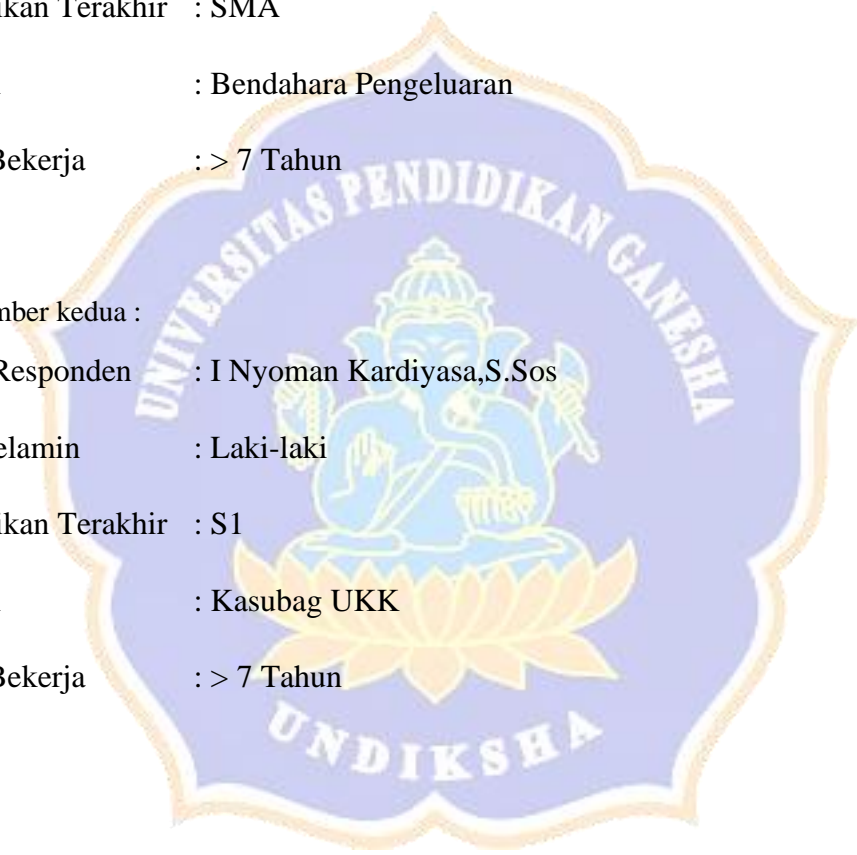 ikan Terakhir : SMA
: Bendahara Pengeluaran
Bekerja : > 7 Tahun
UNIVERSITAS PENDIDIKAN GANESHA
mber kedua :
Responden : I Nyoman Kardiyasa,S.Sos
elamin : Laki-laki
ikan Terakhir : S1
: Kasubag UKK
Bekerja : > 7 Tahun
UNDIKSHA